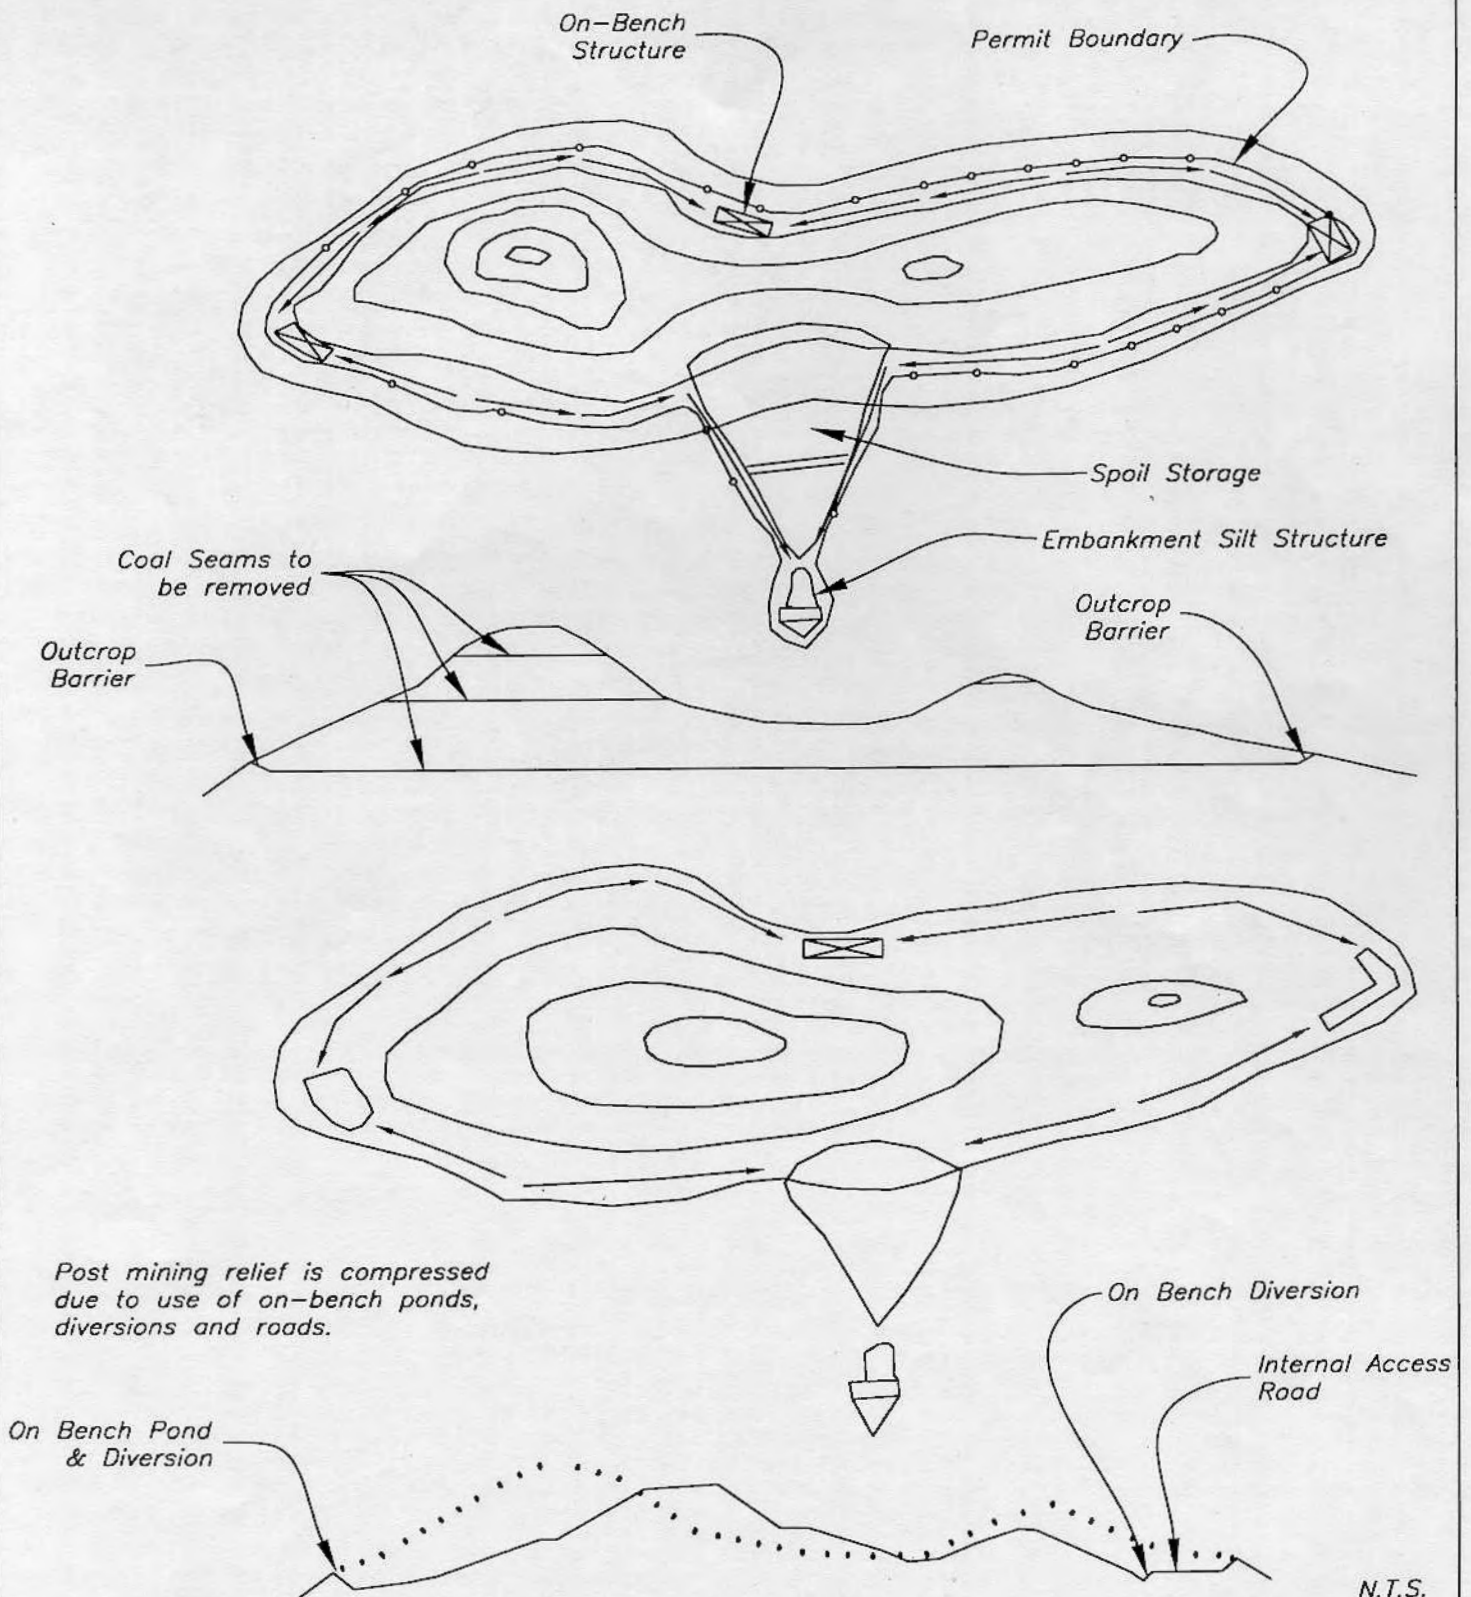 On-Bench
Structure
Permit Boundary
Spoil Storage
Embankment Silt Structure
Coal Seams to
be removed
Outcrop
Barrier
Outcrop
Barrier
Post mining relief is compressed
due to use of on-bench ponds,
diversions and roads.
On Bench Diversion
Internal Access
Road
On Bench Pond
& Diversion
N.T.S.